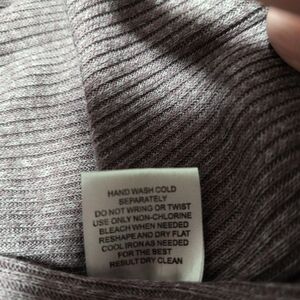 HAND WASH COLD
SEPARATELY
DO NOT WRING OR TWIST
USE ONLY NON-CHLORINE
BLEACH WHEN NEEDED
RESHAPE AND DRY FLAT
COOL IRON AS NEEDED
FOR THE BEST
RESULT DRY CLEAN